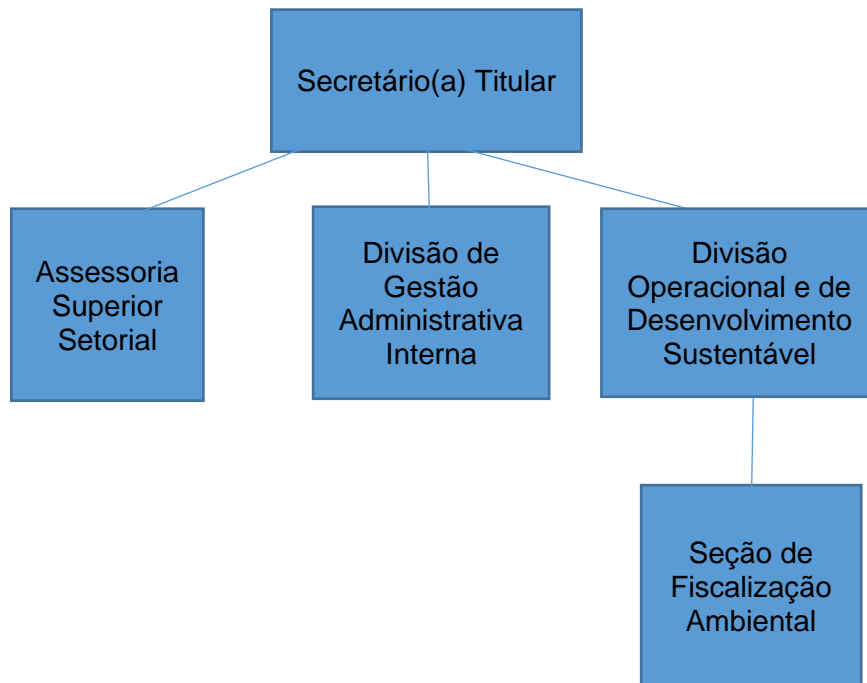 Secretário(a) Titular
Assessoria
Superior
Setorial
Divisão de
Gestão
Administrativa
Interna
Divisão
Operacional e de
Desenvolvimento
Sustentável
Seção de
Fiscalização
Ambiental